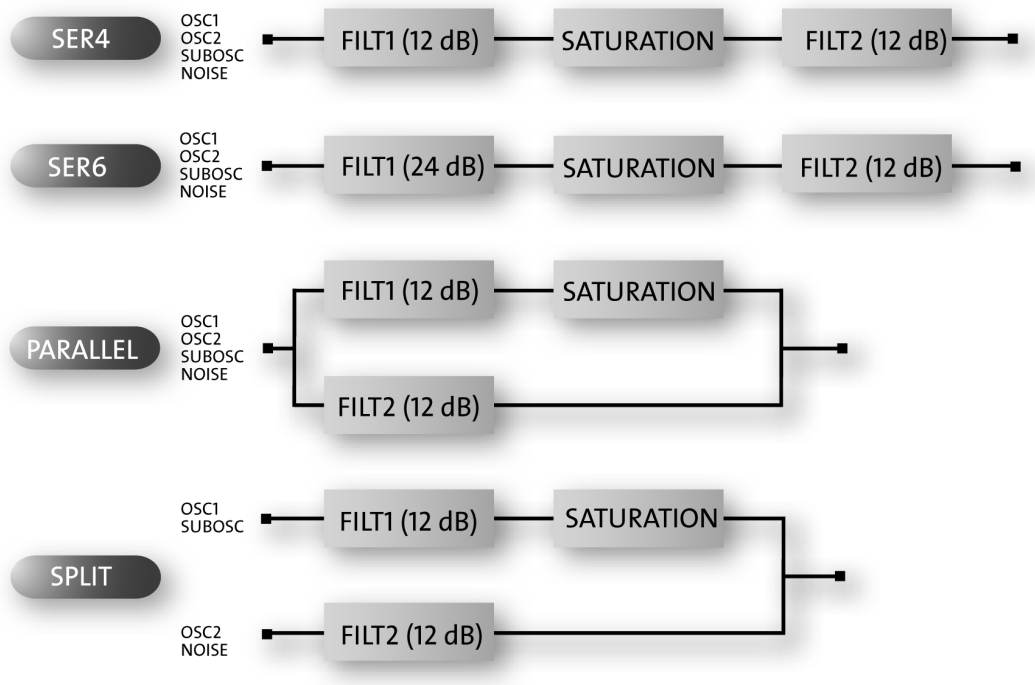 SER4
OSC1
OSC2
SUBOSC
NOISE
FILT1 (12 dB)
SATURATION
FILT2 (12 dB)
SER6
OSC1
OSC2
SUBOSC
NOISE
FILT1 (24 dB)
SATURATION
FILT2 (12 dB)
PARALLEL
OSC1
OSC2
SUBOSC
NOISE
FILT1 (12 dB)
SATURATION
FILT2 (12 dB)
SPLIT
OSC1
SUBOSC
FILT1 (12 dB)
SATURATION
OSC2
NOISE
FILT2 (12 dB)